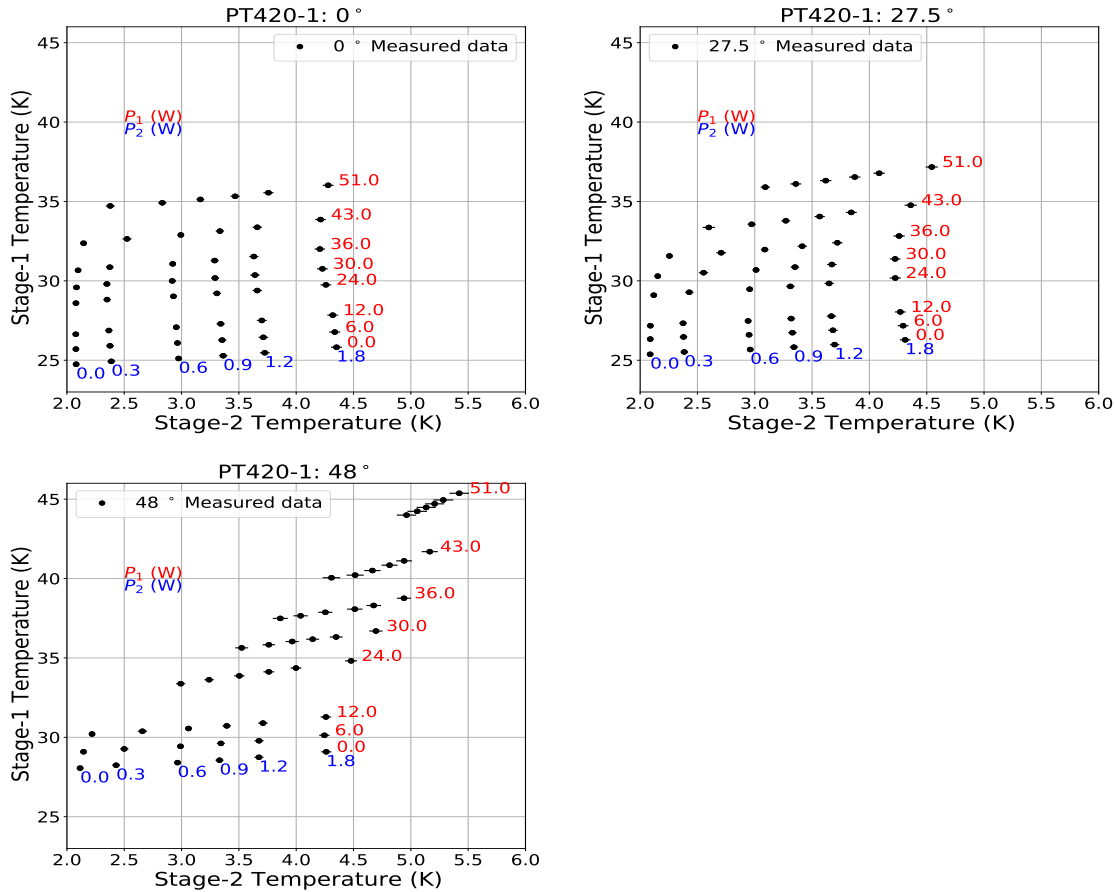 PT420-1: 0°
0 ° Measured data
P₁ (W)
P₂ (W)
51.0
43.0
36.0
30.0
24.0
12.0
6.0
0.0
0.0 0.3 0.6 0.9 1.2 1.8
45
40
35
30
25
Stage-1 Temperature (K)
2.0 2.5 3.0 3.5 4.0 4.5 5.0 5.5 6.0
Stage-2 Temperature (K)
PT420-1: 27.5°
27.5 ° Measured data
P₁ (W)
P₂ (W)
51.0
43.0
36.0
30.0
24.0
12.0
6.0
0.0
0.0 0.3 0.6 0.9 1.2 1.8
45
40
35
30
25
Stage-1 Temperature (K)
2.0 2.5 3.0 3.5 4.0 4.5 5.0 5.5 6.0
Stage-2 Temperature (K)
PT420-1: 48°
48 ° Measured data
P₁ (W)
P₂ (W)
51.0
43.0
36.0
30.0
24.0
12.0
6.0
0.0
0.0 0.3 0.6 0.9 1.2 1.8
45
40
35
30
25
Stage-1 Temperature (K)
2.0 2.5 3.0 3.5 4.0 4.5 5.0 5.5 6.0
Stage-2 Temperature (K)